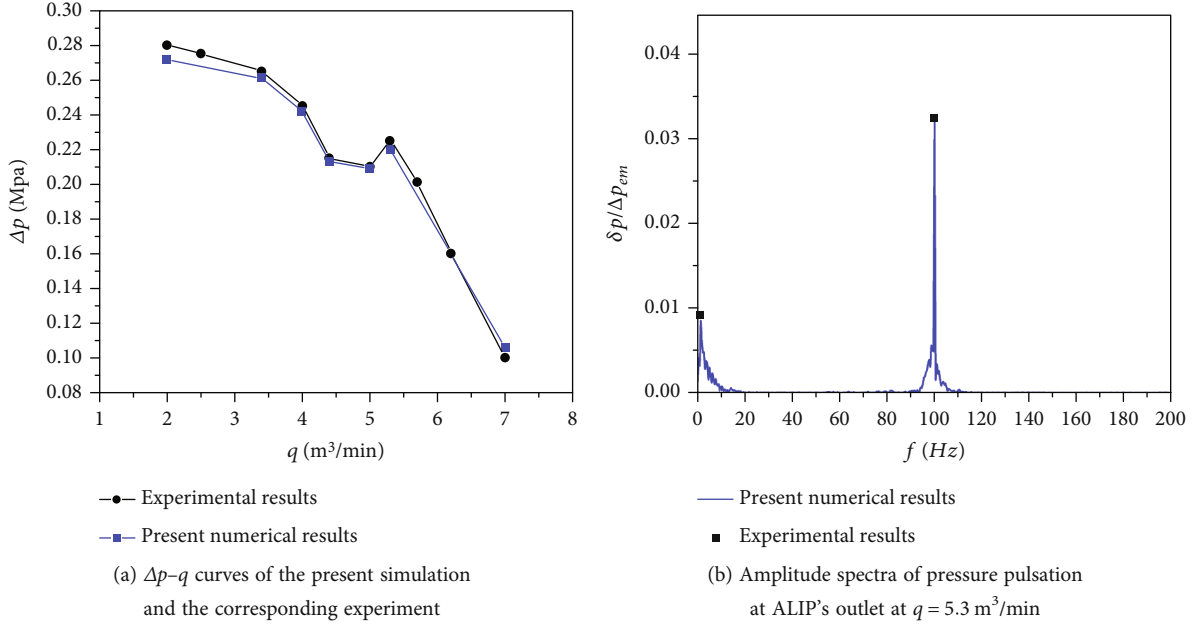 0.30
0.28
0.26
0.24
0.22
0.20
0.18
0.16
0.14
0.12
0.10
0.08
Δp (Mpa)
1 2 3 4 5 6 7 8
q (m³/min)
Experimental results
Present numerical results
(a) Δp–q curves of the present simulation
and the corresponding experiment
0.04
0.03
0.02
0.01
0.00
δp/Δp_em
0 20 40 60 80 100 120 140 160 180 200
f (Hz)
Present numerical results
Experimental results
(b) Amplitude spectra of pressure pulsation
at ALIP's outlet at q = 5.3 m³/min